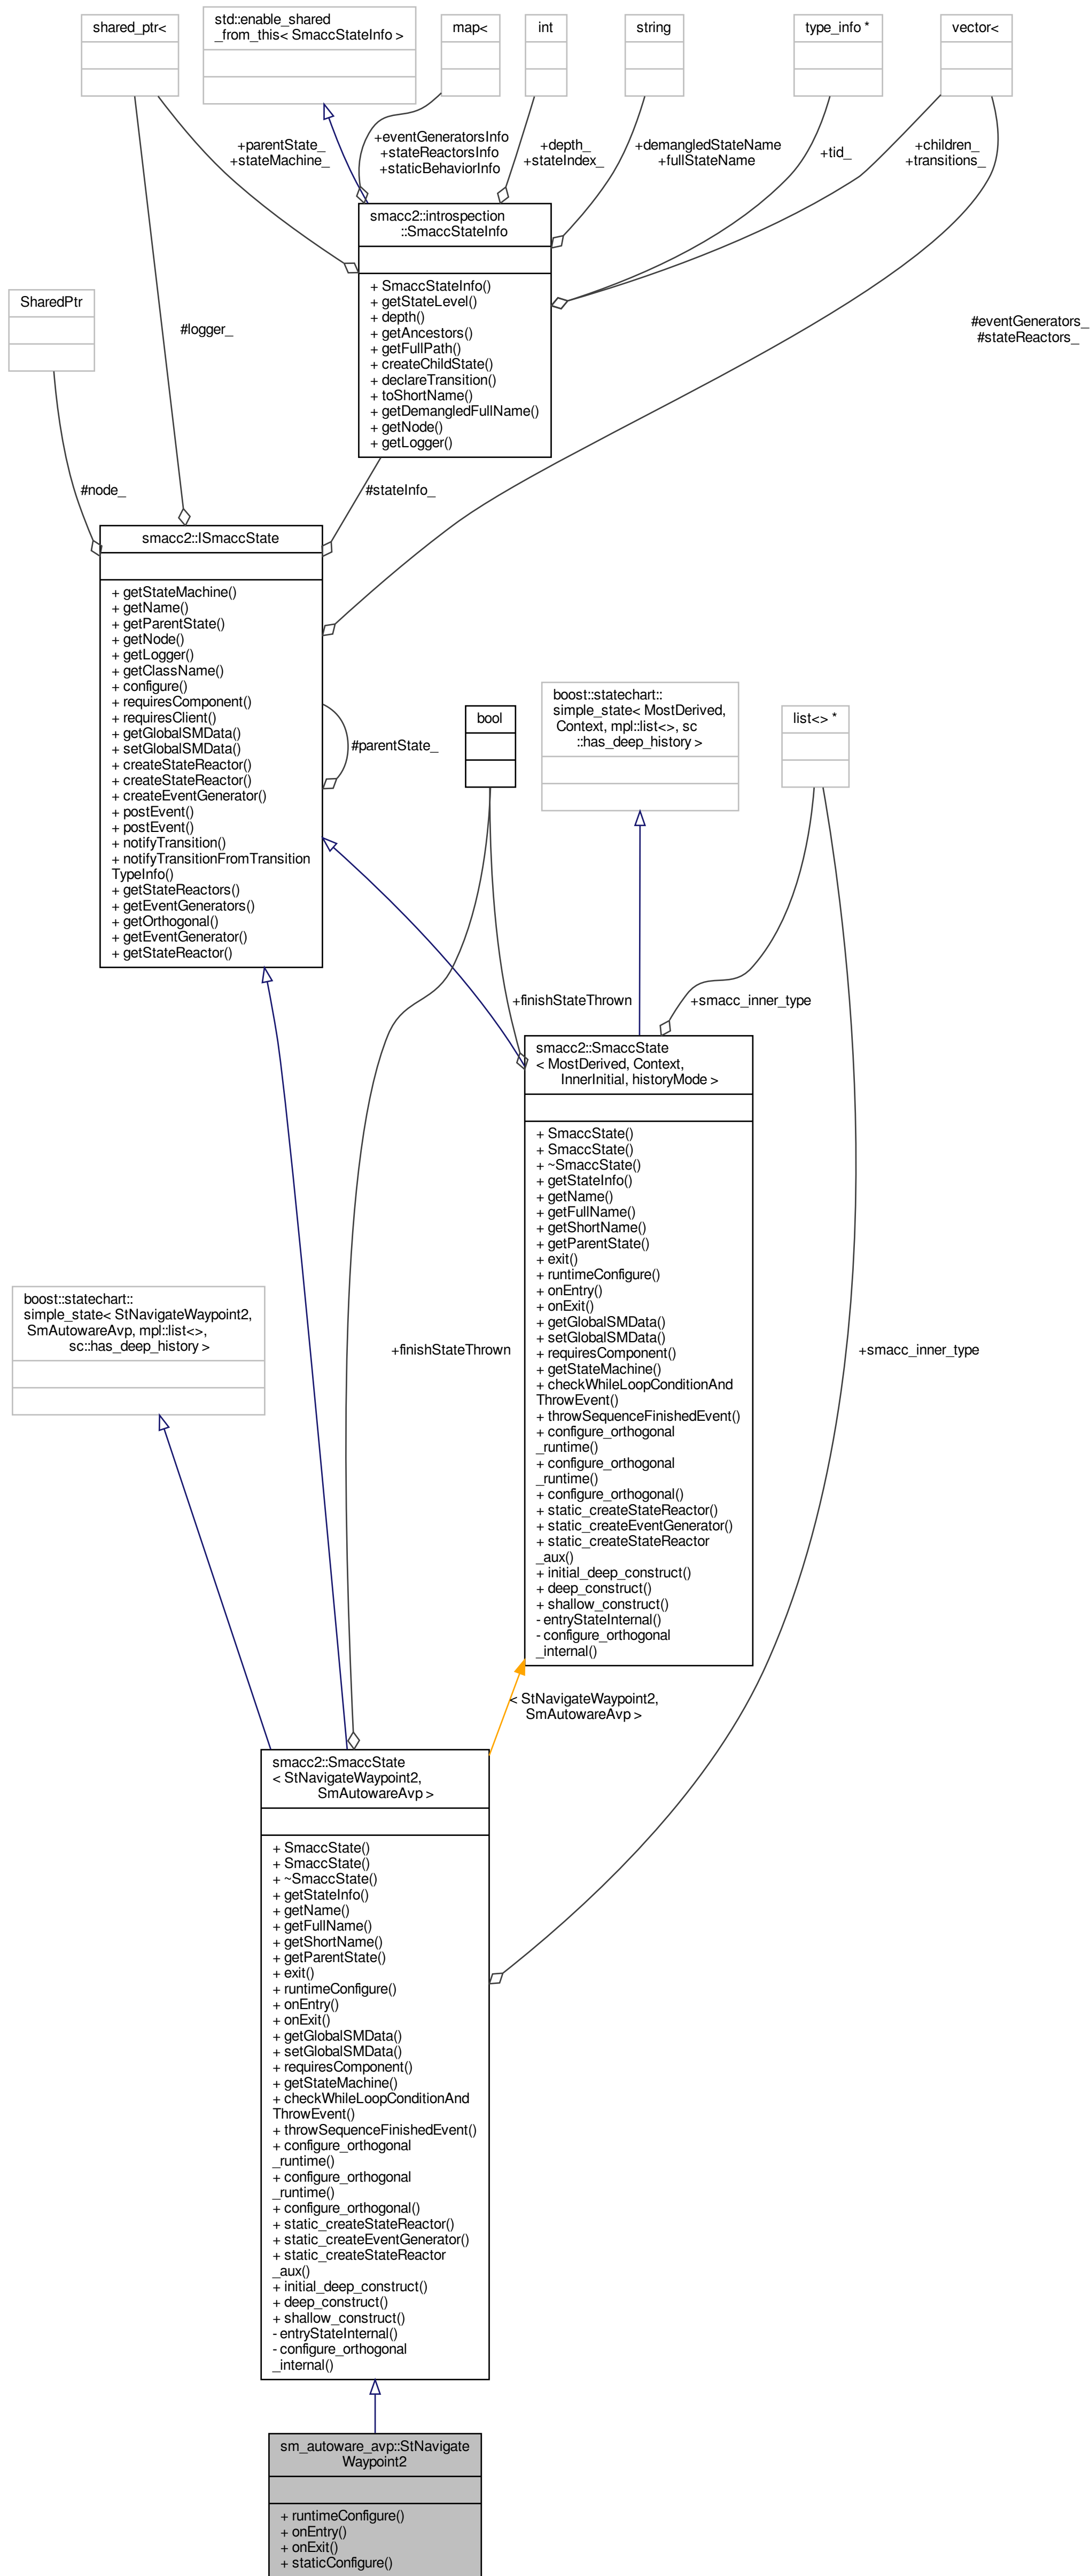 shared_ptr<
std::enable_shared
_from_this< SmaccStateInfo >
map<
int
string
type_info *
vector<
+parentState_
+stateMachine_
+eventGeneratorsInfo
+stateReactorsInfo
+staticBehaviorInfo
+depth_
+stateIndex_
+demangledStateName
+fullStateName
+tid_
+children_
+transitions_
smacc2::introspection
::SmaccStateInfo
+ SmaccStateInfo()
+ getStateLevel()
+ depth()
+ getAncestors()
+ getFullPath()
+ createChildState()
+ declareTransition()
+ toShortName()
+ getDemangledFullName()
+ getNode()
+ getLogger()
SharedPtr
#logger_
#eventGenerators_
#stateReactors_
#node_
#stateInfo_
smacc2::ISmaccState
+ getStateMachine()
+ getName()
+ getParentState()
+ getNode()
+ getLogger()
+ getClassName()
+ configure()
+ requiresComponent()
+ requiresClient()
+ getGlobalSMData()
+ setGlobalSMData()
+ createStateReactor()
+ createStateReactor()
+ createEventGenerator()
+ postEvent()
+ postEvent()
+ notifyTransition()
+ notifyTransitionFromTransition
TypeInfo()
+ getStateReactors()
+ getEventGenerators()
+ getOrthogonal()
+ getEventGenerator()
+ getStateReactor()
#parentState_
bool
boost::statechart::
simple_state< MostDerived,
Context, mpl::list<>, sc
::has_deep_history >
list<> *
+finishStateThrown
+smacc_inner_type
smacc2::SmaccState
< MostDerived, Context,
InnerInitial, historyMode >
+ SmaccState()
+ SmaccState()
+ ~SmaccState()
+ getStateInfo()
+ getName()
+ getFullName()
+ getShortName()
+ getParentState()
+ exit()
+ runtimeConfigure()
+ onEntry()
+ onExit()
+ getGlobalSMData()
+ setGlobalSMData()
+ requiresComponent()
+ getStateMachine()
+ checkWhileLoopConditionAnd
ThrowEvent()
+ throwSequenceFinishedEvent()
+ configure_orthogonal
_runtime()
+ configure_orthogonal
_runtime()
+ configure_orthogonal()
+ static_createStateReactor()
+ static_createEventGenerator()
+ static_createStateReactor
_aux()
+ initial_deep_construct()
+ deep_construct()
+ shallow_construct()
- entryStateInternal()
- configure_orthogonal
_internal()
boost::statechart::
simple_state< StNavigateWaypoint2,
SmAutowareAvp, mpl::list<>,
sc::has_deep_history >
+finishStateThrown
+smacc_inner_type
< StNavigateWaypoint2,
SmAutowareAvp >
smacc2::SmaccState
< StNavigateWaypoint2,
SmAutowareAvp >
+ SmaccState()
+ SmaccState()
+ ~SmaccState()
+ getStateInfo()
+ getName()
+ getFullName()
+ getShortName()
+ getParentState()
+ exit()
+ runtimeConfigure()
+ onEntry()
+ onExit()
+ getGlobalSMData()
+ setGlobalSMData()
+ requiresComponent()
+ getStateMachine()
+ checkWhileLoopConditionAnd
ThrowEvent()
+ throwSequenceFinishedEvent()
+ configure_orthogonal
_runtime()
+ configure_orthogonal
_runtime()
+ configure_orthogonal()
+ static_createStateReactor()
+ static_createEventGenerator()
+ static_createStateReactor
_aux()
+ initial_deep_construct()
+ deep_construct()
+ shallow_construct()
- entryStateInternal()
- configure_orthogonal
_internal()
sm_autoware_avp::StNavigate
Waypoint2
+ runtimeConfigure()
+ onEntry()
+ onExit()
+ staticConfigure()